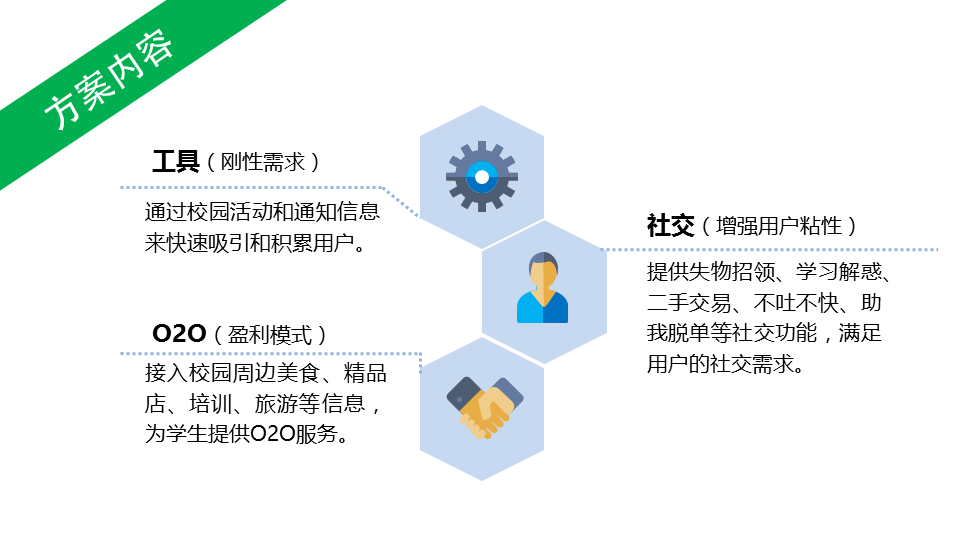 方案内容
工具（刚性需求）
通过校园活动和通知信息
来快速吸引和积累用户。
社交（增强用户粘性）
提供失物招领、学习解惑、
二手交易、不吐不快、助
我脱单等社交功能，满足
用户的社交需求。
O2O（盈利模式）
接入校园周边美食、精品
店、培训、旅游等信息，
为学生提供O2O服务。